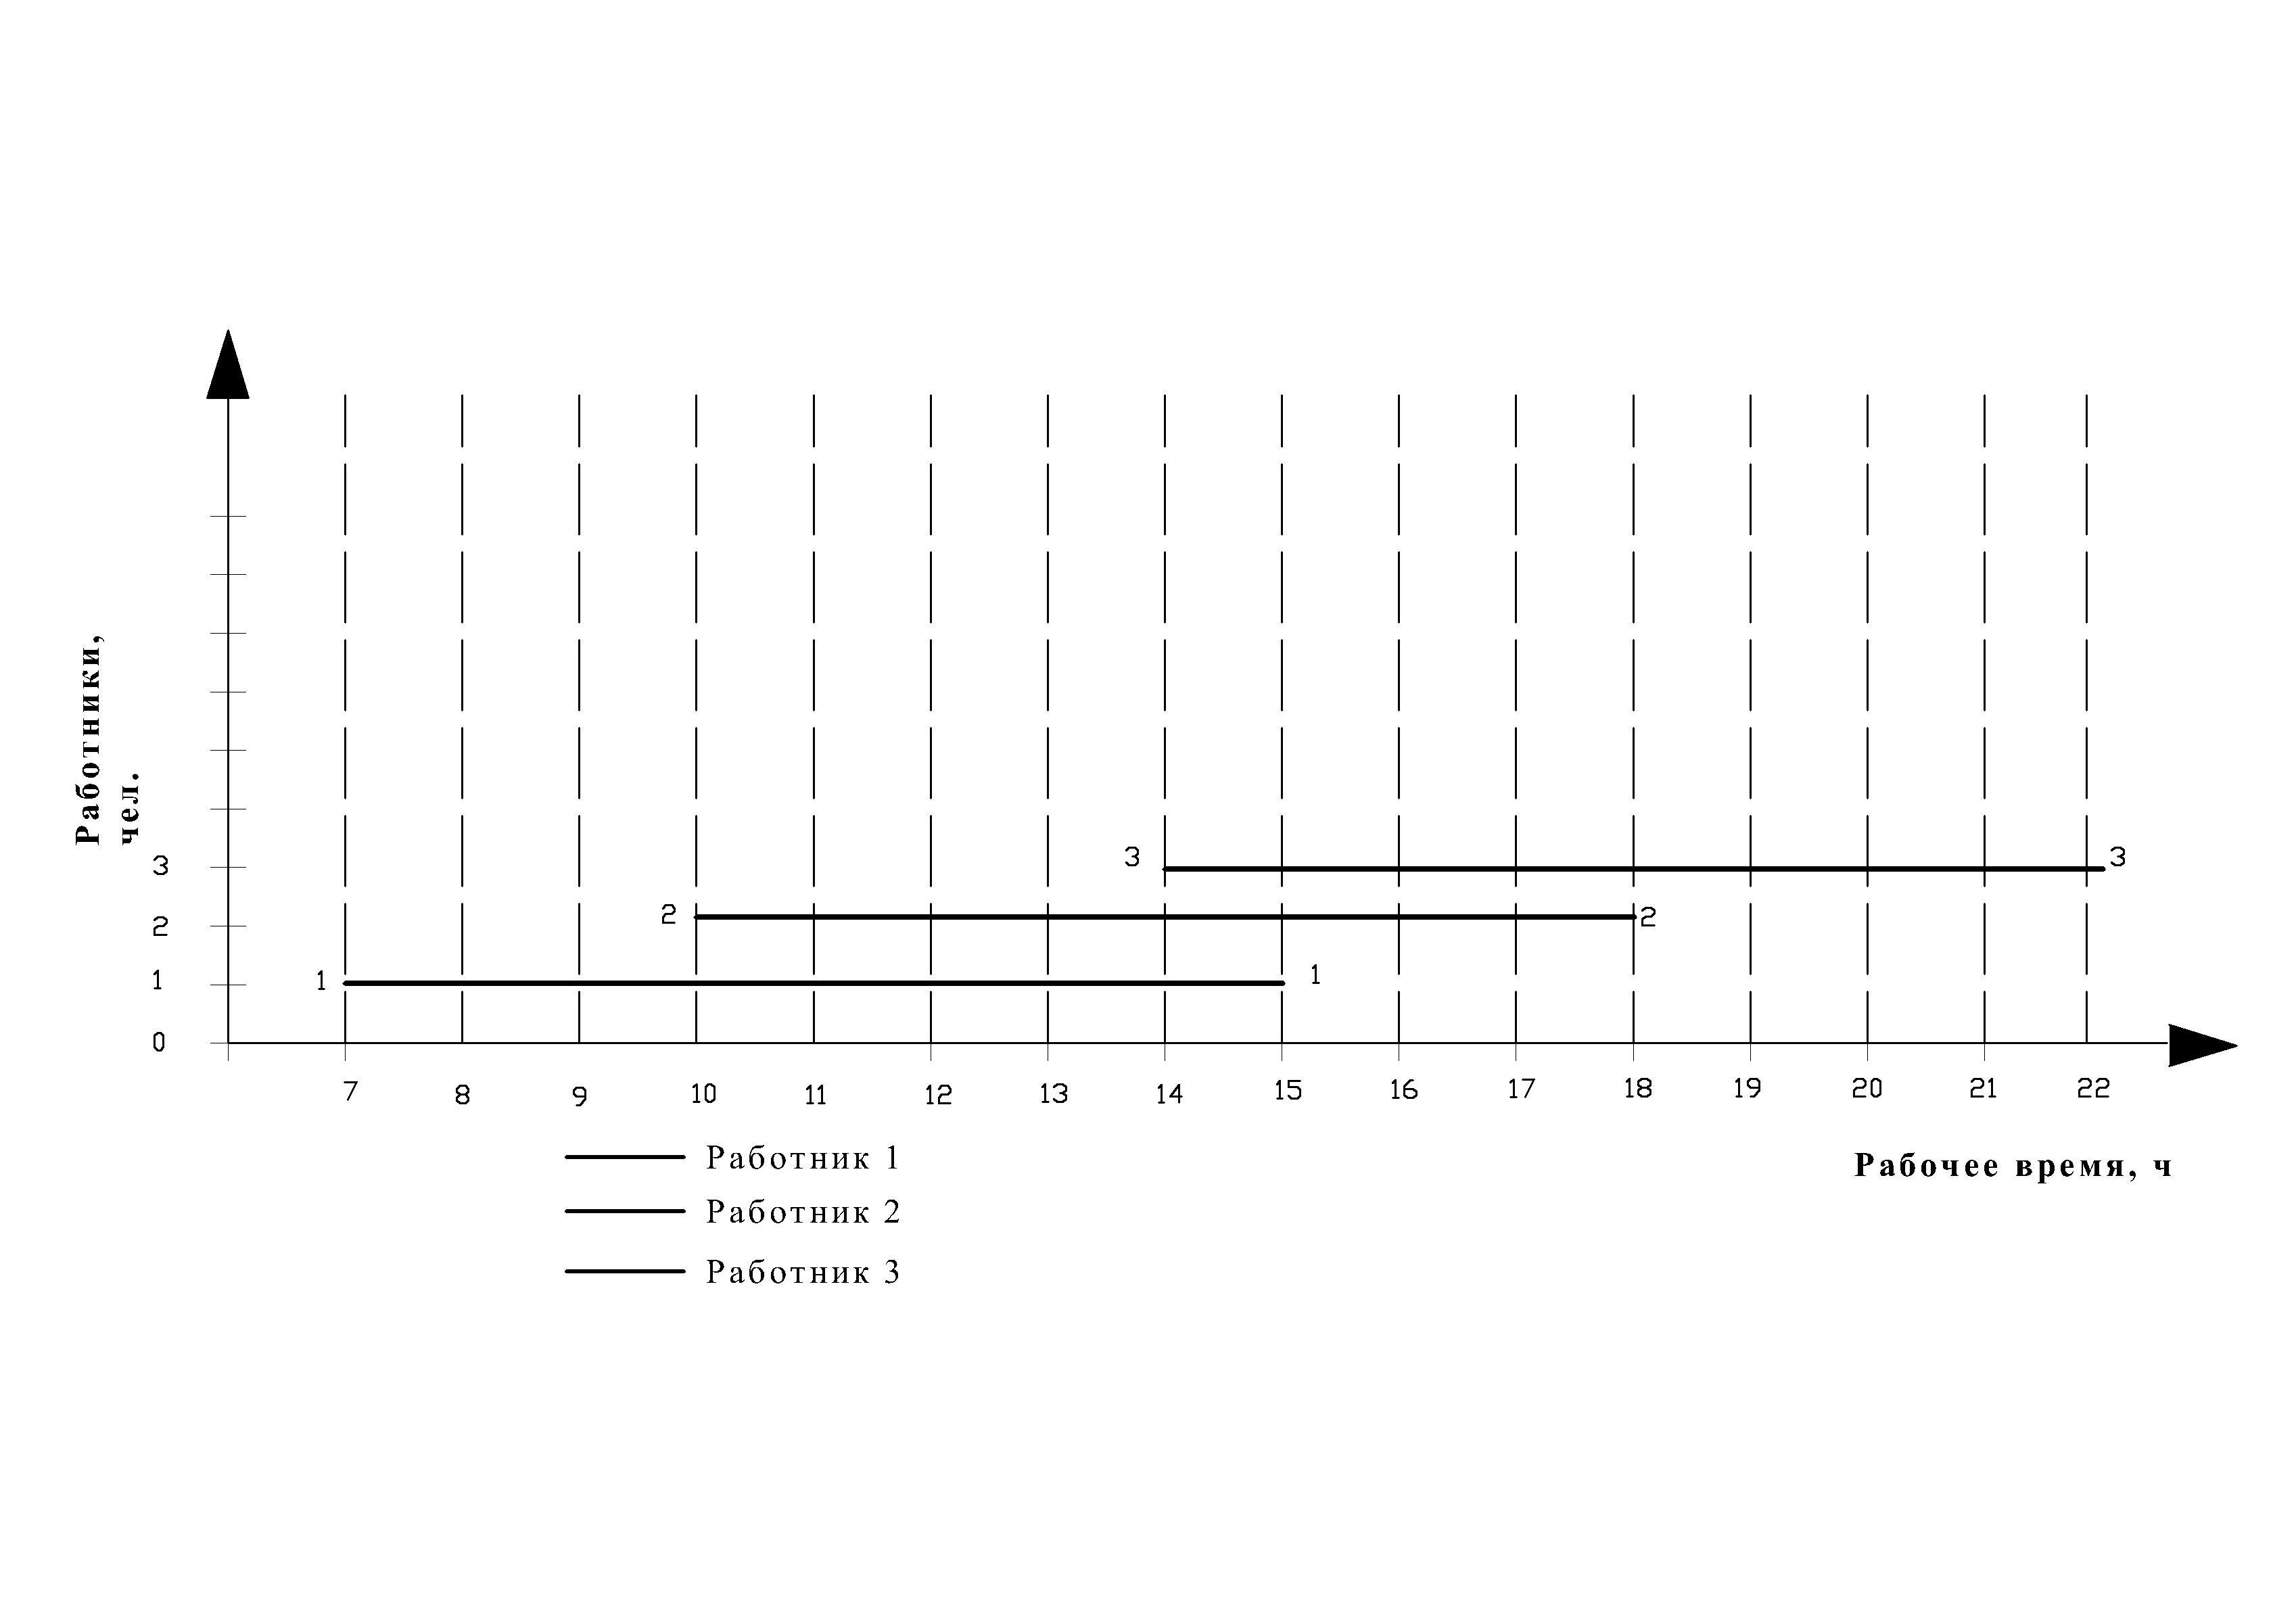 Работники,
чел.
3
2
1
0
3 3
2 2
1 1
7 8 9 10 11 12 13 14 15 16 17 18 19 20 21 22
Работник 1
Работник 2
Работник 3
Рабочее время, ч